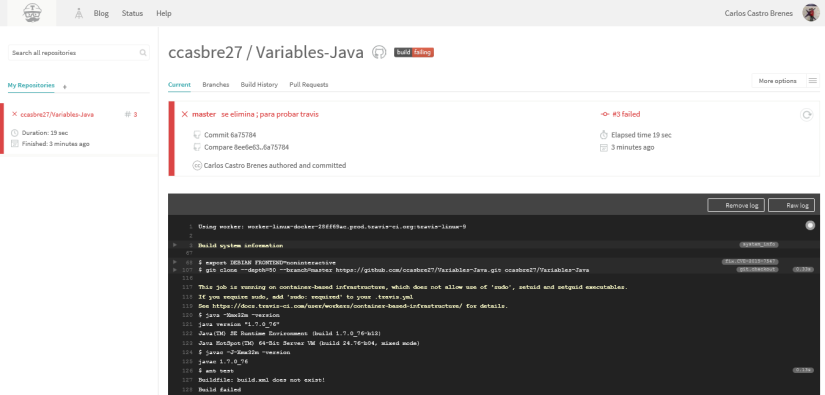 Blog Status Help Carlos Castro Brenes
Search all repositories
My Repositories +
ccasbre27/Variables-Java # 3
Duration: 19 sec
Finished: 3 minutes ago
ccasbre27 / Variables-Java build failing
Current Branches Build History Pull Requests More options
master se elimina ; para probar travis #3 failed
Commit 6a75784 Elapsed time 19 sec
Compare 8ee6e63..6a75784 3 minutes ago
Carlos Castro Brenes authored and committed
Remove log Raw log
1 Using worker: worker-linux-docker-28ff69ac.prod.travis-ci.org:travis-linux-9
2
3 Build system information system_info
67
68 $ export DEBIAN_FRONTEND=noninteractive
107 $ git clone --depth=50 --branch=master https://github.com/ccasbre27/Variables-Java.git ccasbre27/Variables-Java git.checkout 0.33s
116
117 This job is running on container-based infrastructure, which does not allow use of 'sudo', setuid and setguid executables.
118 If you require sudo, add 'sudo: required' to your .travis.yml
119 See https://docs.travis-ci.com/user/workers/container-based-infrastructure/ for details.
120 $ java -Xmx32m -version
121 java version "1.7.0_76"
122 Java(TM) SE Runtime Environment (build 1.7.0_76-b13)
123 Java HotSpot(TM) 64-Bit Server VM (build 24.76-b04, mixed mode)
124 $ javac -J-Xmx32m -version
125 javac 1.7.0_76
126 $ ant test
127 Buildfile: build.xml does not exist!
128 Build failed